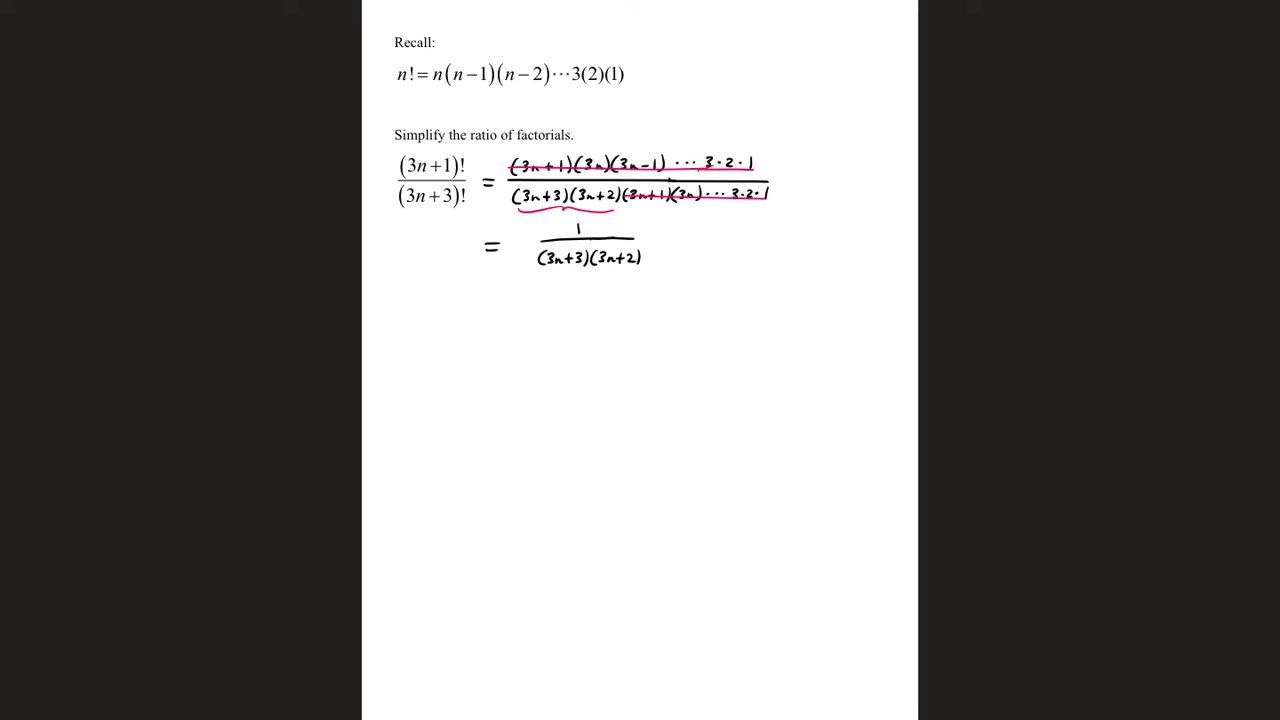 Recall:
n! = n(n−1)(n−2)⋯3(2)(1)
Simplify the ratio of factorials.
(3n+1)! / (3n+3)! = (3n+1)(3n)(3n−1) ⋯ 3·2·1 / (3n+3)(3n+2)(3n+1)(3n) ⋯ 3·2·1
= 1 / (3n+3)(3n+2)